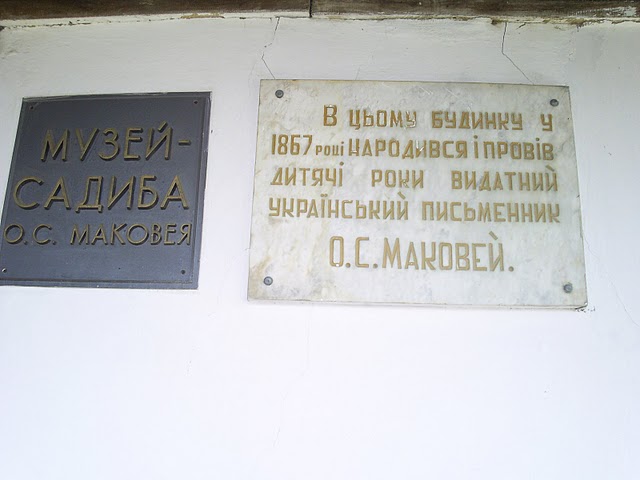 МУЗЕЙ-
САДИБА
О.С. МАКОВЕЯ
В ЦЬОМУ БУДИНКУ У
1867 РОЦІ НАРОДИВСЯ І ПРОВІВ
ДИТЯЧІ РОКИ ВИДАТНИЙ
УКРАЇНСЬКИЙ ПИСЬМЕННИК
О.С. МАКОВЕЙ.